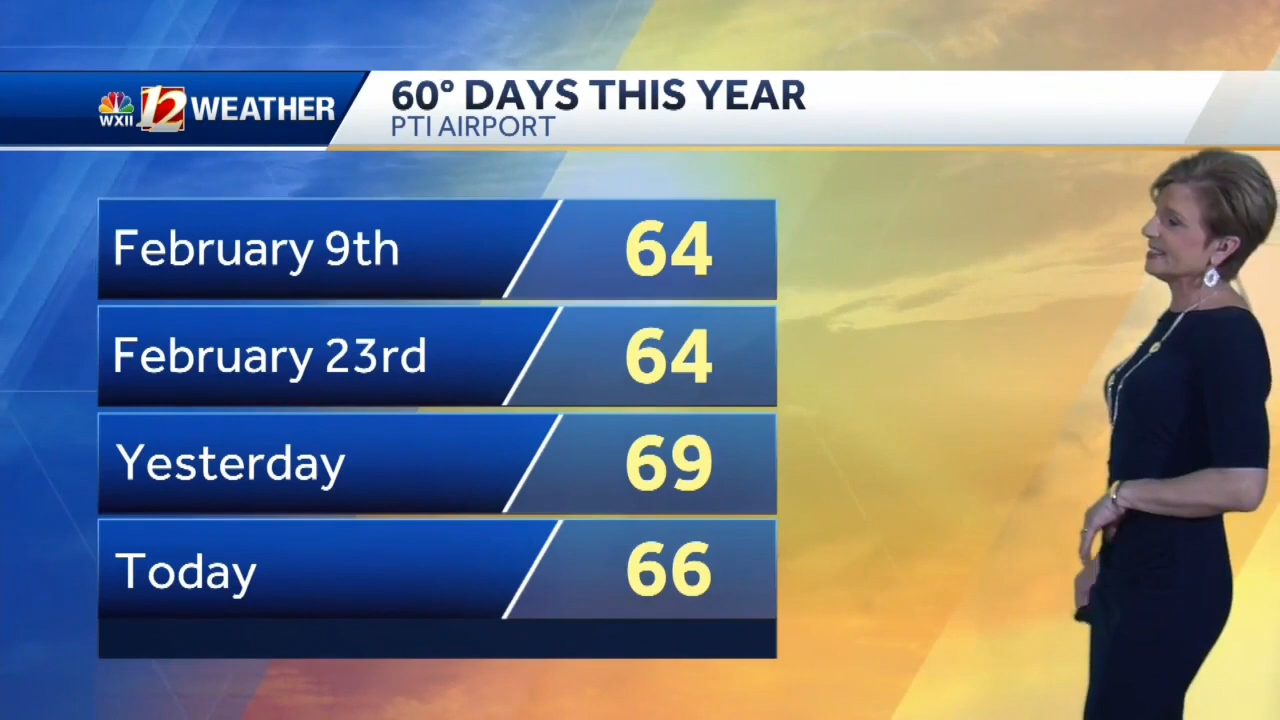 WXII 12 WEATHER
60° DAYS THIS YEAR
PTI AIRPORT
February 9th 64
February 23rd 64
Yesterday 69
Today 66